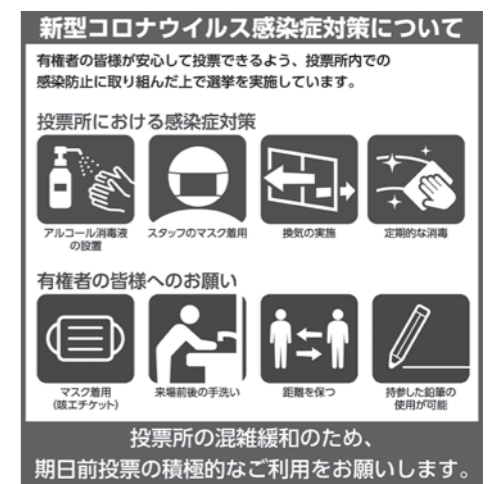 新型コロナウイルス感染症対策について
有権者の皆様が安心して投票できるよう、投票所内での
感染防止に取り組んだ上で選挙を実施しています。
投票所における感染症対策
アルコール消毒液
の設置
スタッフのマスク着用
換気の実施
定期的な消毒
有権者の皆様へのお願い
マスク着用
(咳エチケット)
来場前後の手洗い
距離を保つ
持参した鉛筆の
使用が可能
投票所の混雑緩和のため、
期日前投票の積極的なご利用をお願いします。